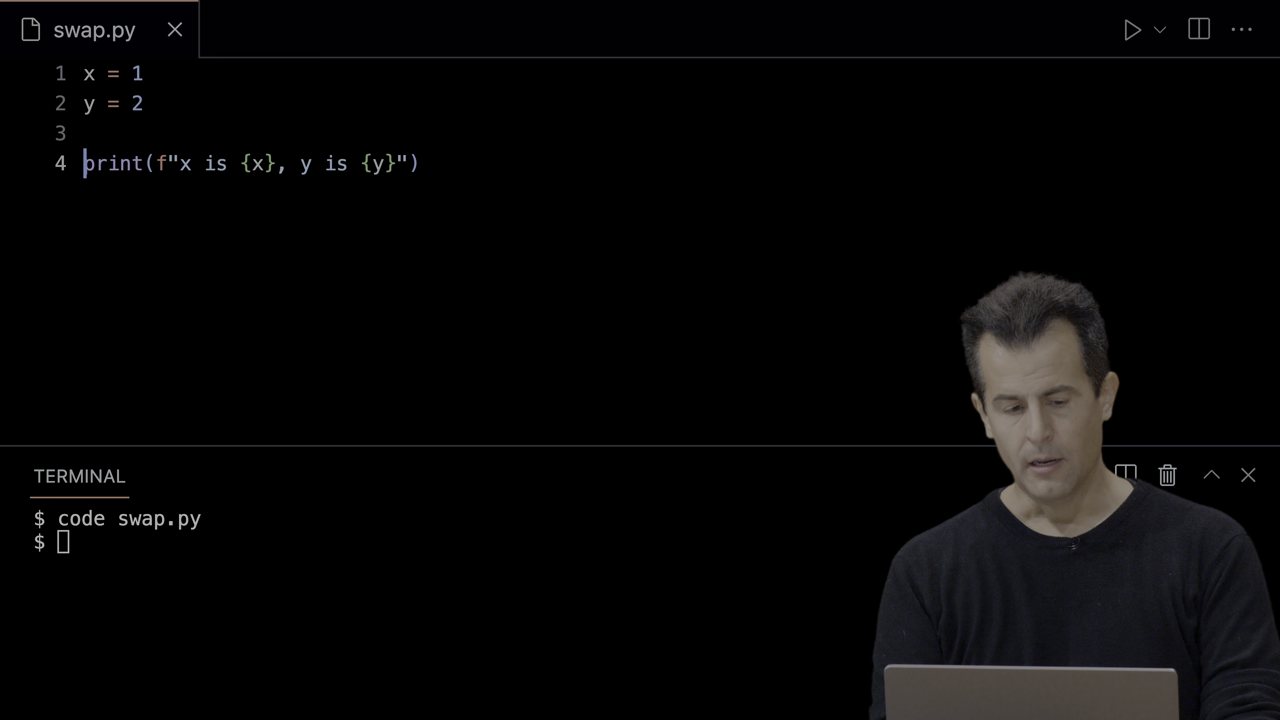 swap.py
1 x = 1
2 y = 2
3
4 print(f"x is {x}, y is {y}")
TERMINAL
$ code swap.py
$